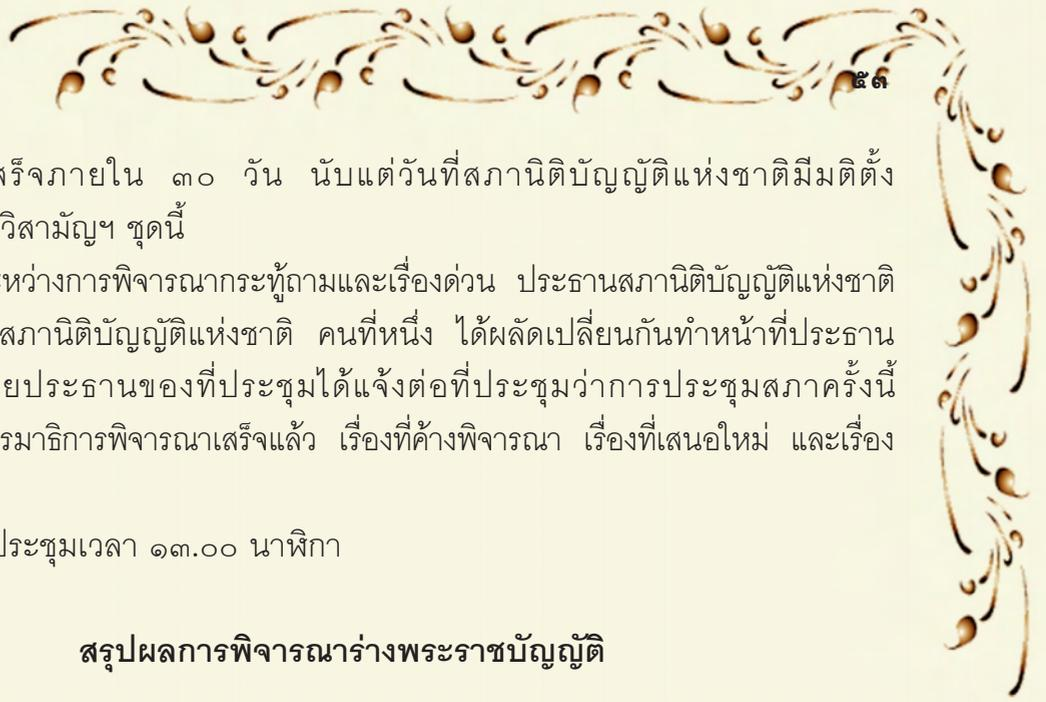 ๕๓
สร็จภายใน ๓๐ วัน นับแต่วันที่สภานิติบัญญัติแห่งชาติมีมติตั้ง
วิสามัญฯ ชุดนี้
ะหว่างการพิจารณากระทู้ถามและเรื่องด่วน ประธานสภานิติบัญญัติแห่งชาติ
สภานิติบัญญัติแห่งชาติ คนที่หนึ่ง ได้ผลัดเปลี่ยนกันทำหน้าที่ประธาน
ยประธานของที่ประชุมได้แจ้งต่อที่ประชุมว่าการประชุมสภาครั้งนี้
รมาธิการพิจารณาเสร็จแล้ว เรื่องที่ค้างพิจารณา เรื่องที่เสนอใหม่ และเรื่อง
ประชุมเวลา ๑๓.๐๐ นาฬิกา
สรุปผลการพิจารณาร่างพระราชบัญญัติ